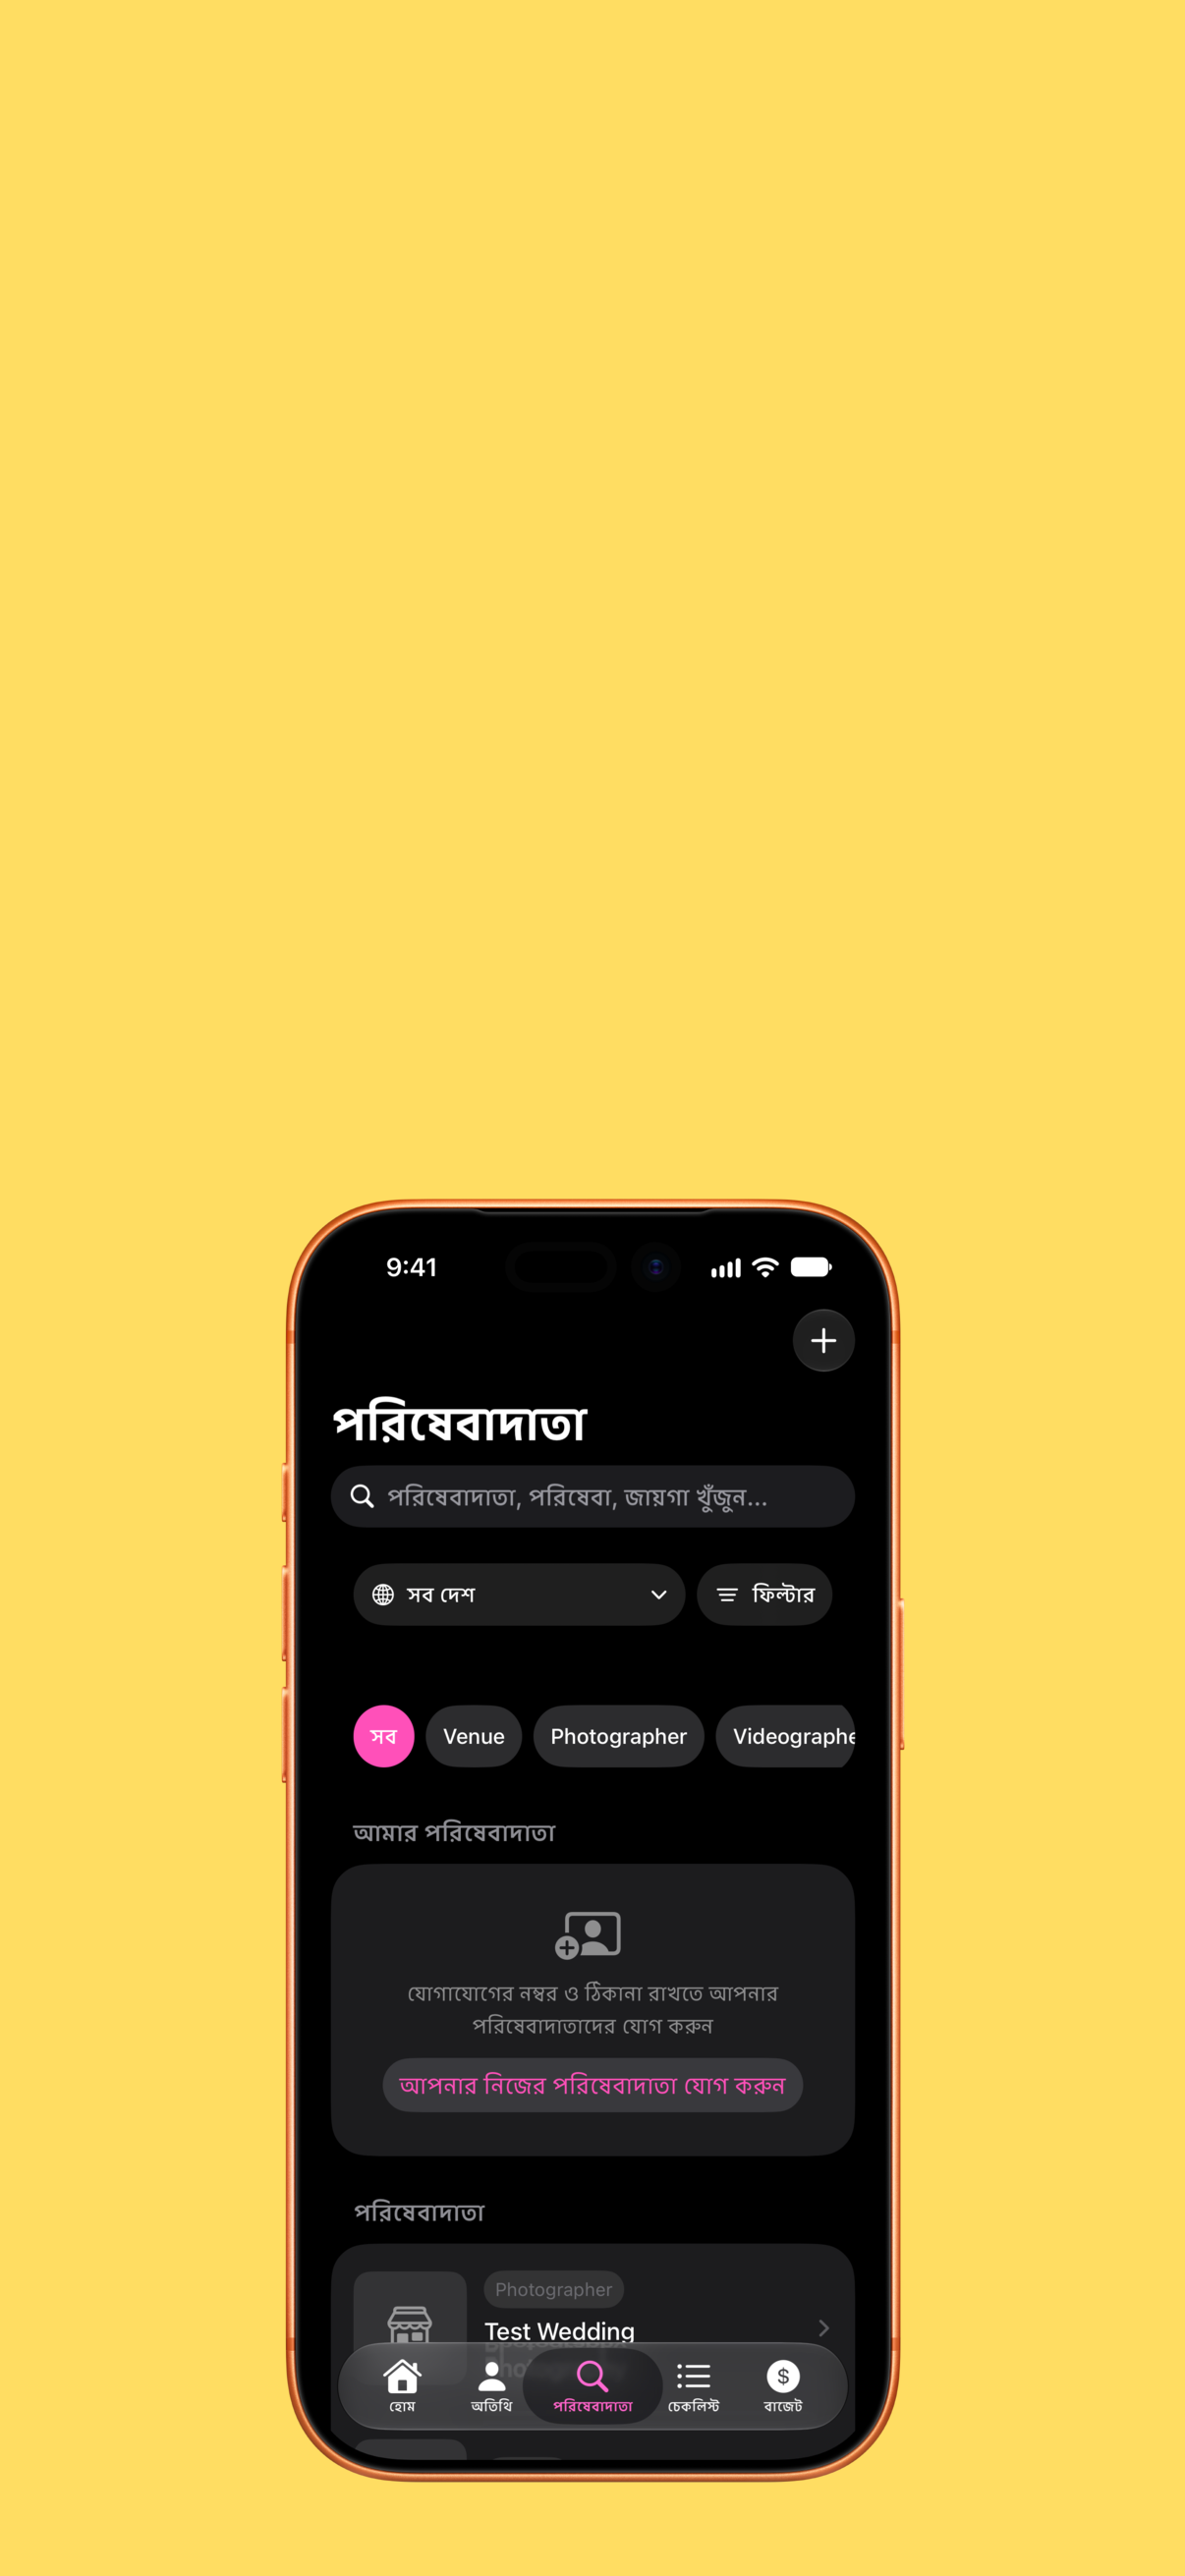 9:41
পরিষেবাদাতা
পরিষেবাদাতা, পরিষেবা, জায়গা খুঁজুন...
সব দেশ
ফিল্টার
সব
Venue
Photographer
Videographe
আমার পরিষেবাদাতা
যোগাযোগের নম্বর ও ঠিকানা রাখতে আপনার
পরিষেবাদাতাদের যোগ করুন
আপনার নিজের পরিষেবাদাতা যোগ করুন
পরিষেবাদাতা
Photographer
Test Wedding
হোম
অতিথি
পরিষেবাদাতা
চেকলিস্ট
বাজেট